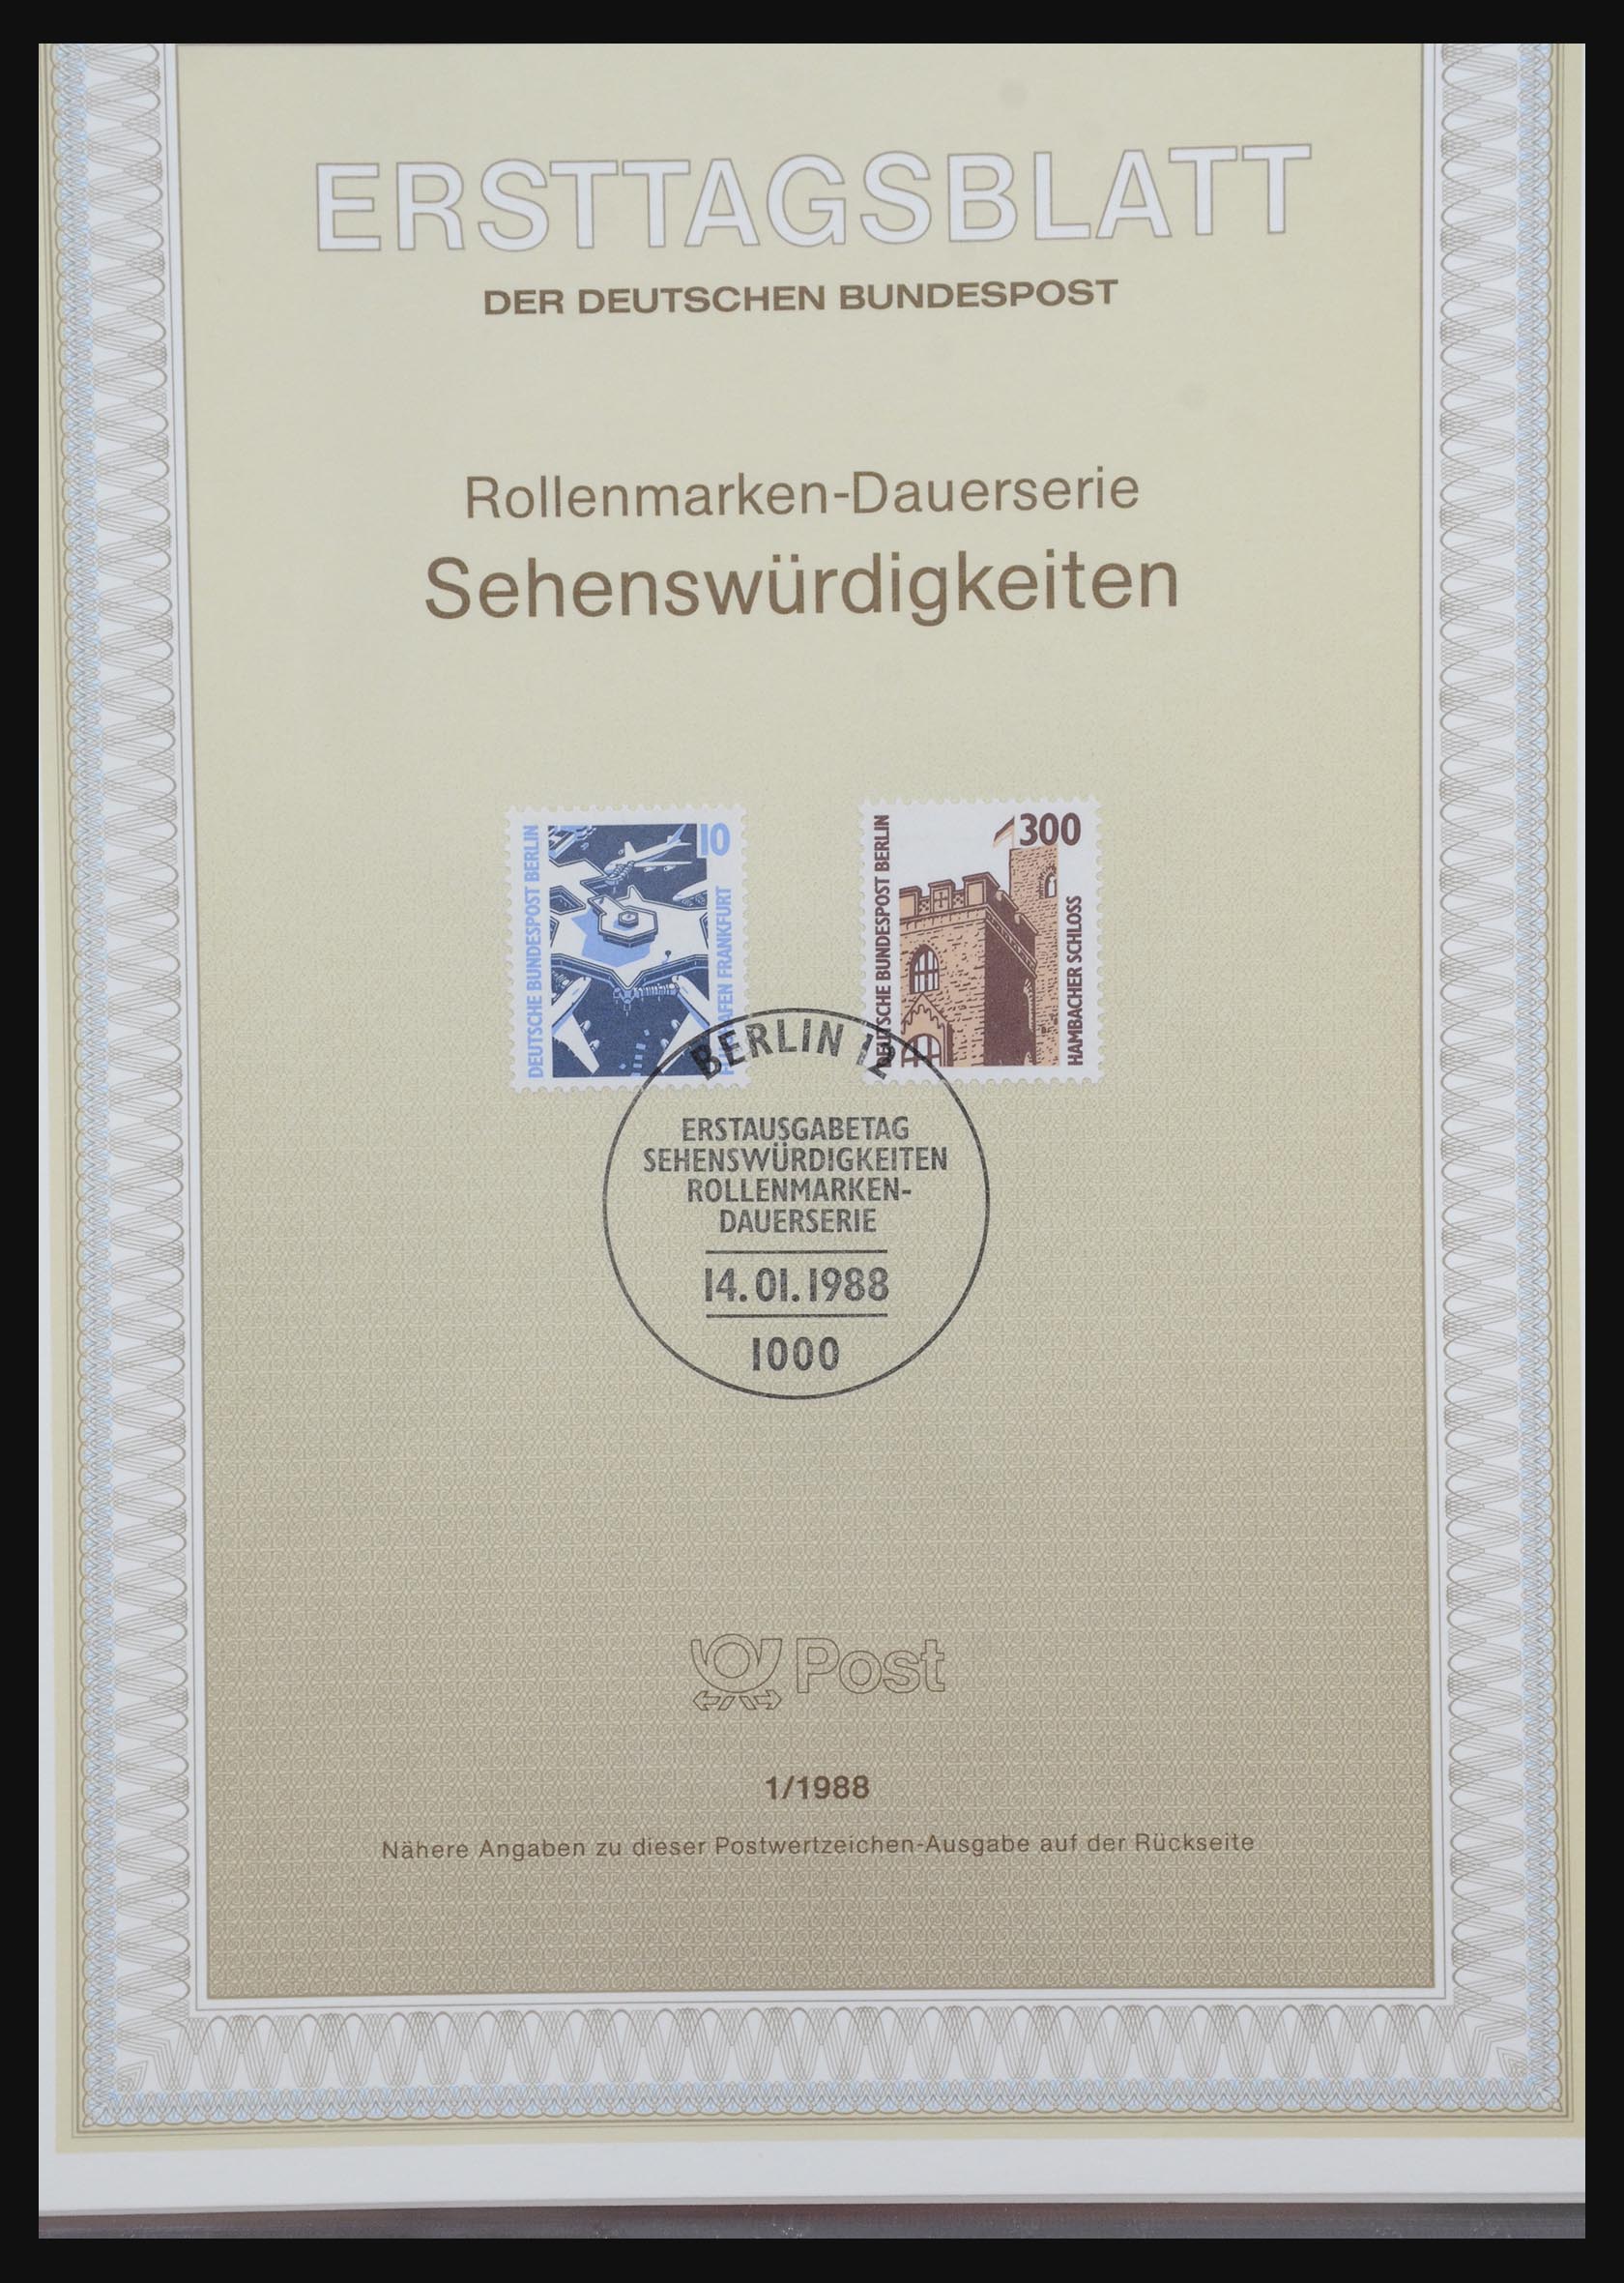 ERSTTAGSBLATT
DER DEUTSCHEN BUNDESPOST
Rollenmarken-Dauerserie
Sehenswürdigkeiten
DEUTSCHE BUNDESPOST BERLIN
10
FRANKFURT
DEUTSCHE BUNDESPOST BERLIN
300
HAMBACHER SCHLOSS
BERLIN
ERSTAUSGABETAG
SEHENSWÜRDIGKEITEN
ROLLENMARKEN-
DAUERSERIE
14.01.1988
1000
Post
1/1988
Nähere Angaben zu dieser Postwertzeichen-Ausgabe auf der Rückseite